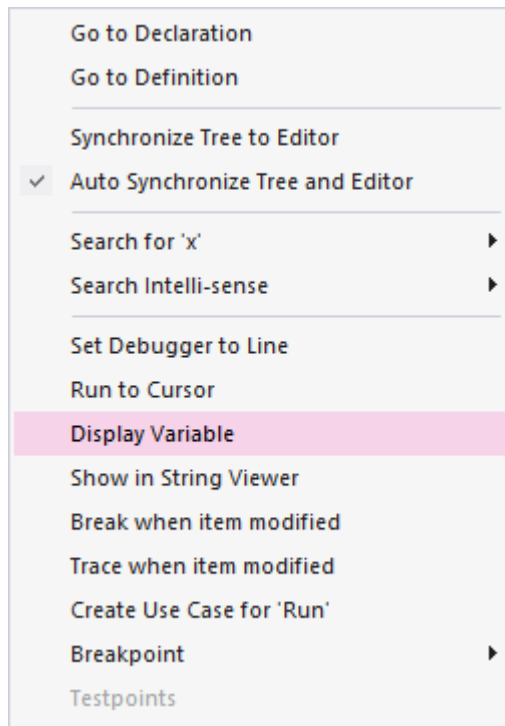 Go to Declaration
Go to Definition
Synchronize Tree to Editor
Auto Synchronize Tree and Editor
Search for 'x'
Search Intelli-sense
Set Debugger to Line
Run to Cursor
Display Variable
Show in String Viewer
Break when item modified
Trace when item modified
Create Use Case for 'Run'
Breakpoint
Testpoints